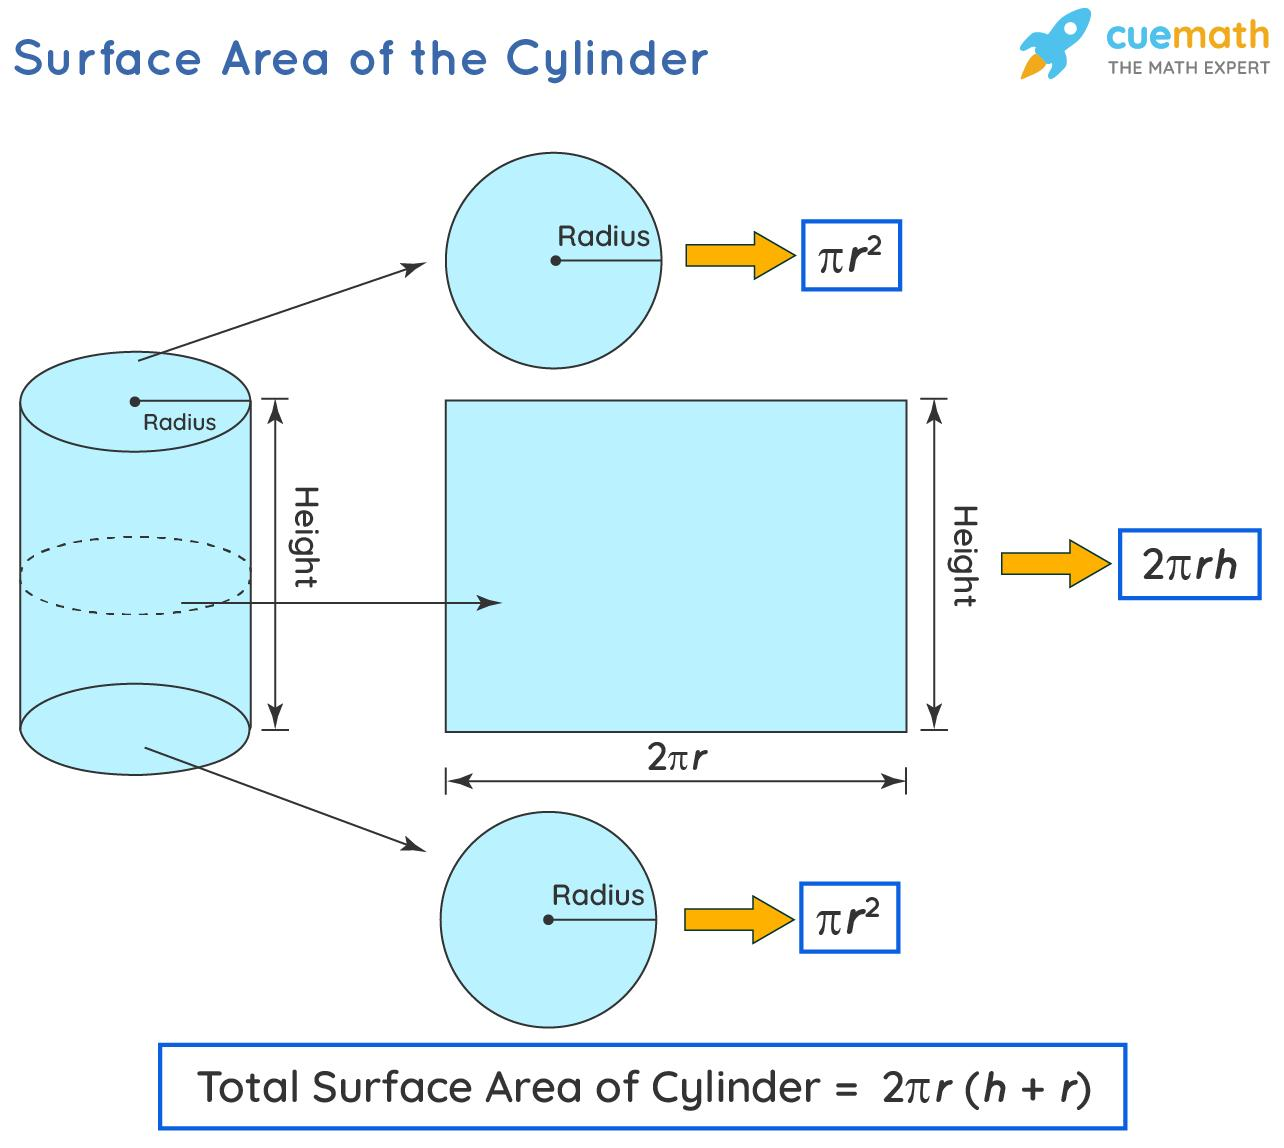 Surface Area of the Cylinder
cuemath
THE MATH EXPERT
Radius
πr²
Radius
Height
Height
2πrh
2πr
Radius
πr²
Total Surface Area of Cylinder = 2πr (h + r)